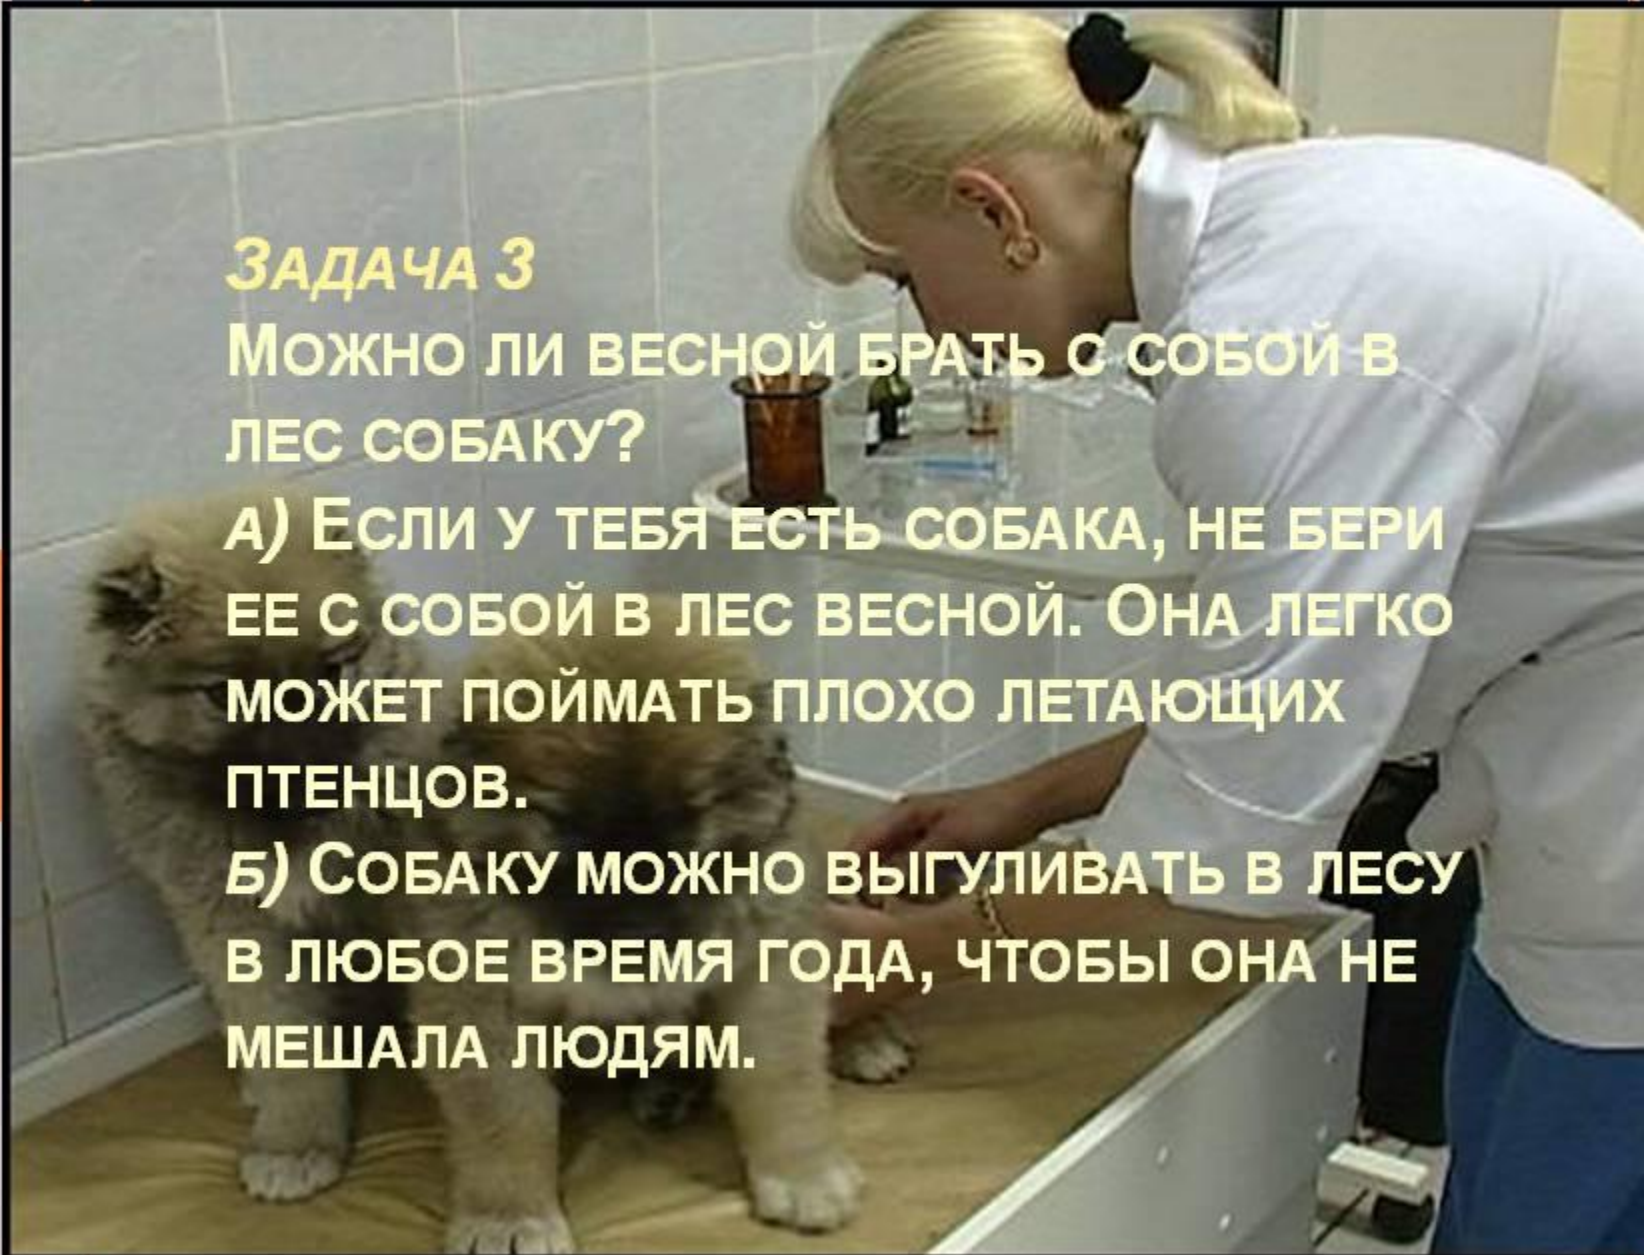 Задача 3
Можно ли весной брать с собой в
лес собаку?
а) Если у тебя есть собака, не бери
ее с собой в лес весной. Она легко
может поймать плохо летающих
птенцов.
б) Собаку можно выгуливать в лесу
в любое время года, чтобы она не
мешала людям.